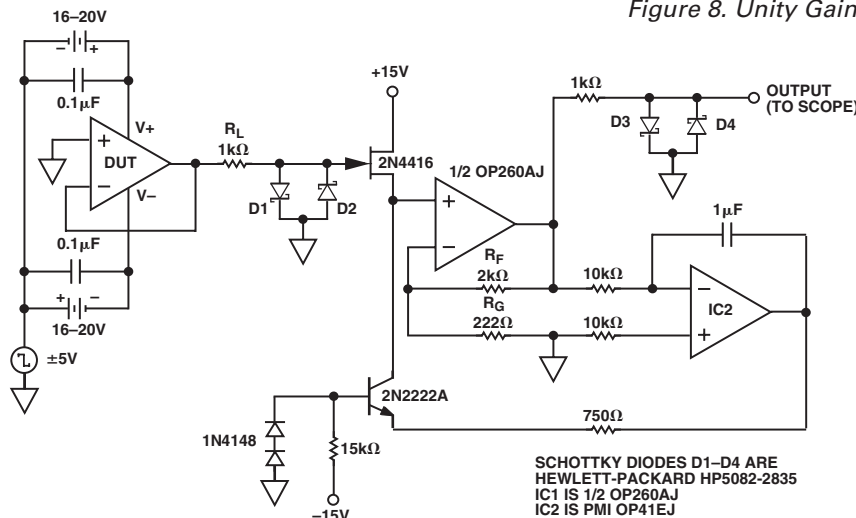 Figure 8. Unity Gain
16–20V
– +
0.1μF
V+
+
DUT
–
V–
0.1μF
+ –
16–20V
±5V
RL
1kΩ
D1
D2
+15V
2N4416
1/2 OP260AJ
+
–
RF
2kΩ
RG
222Ω
1kΩ
D3
D4
OUTPUT
(TO SCOPE)
1μF
10kΩ
10kΩ
–
IC2
+
2N2222A
750Ω
1N4148
15kΩ
–15V
SCHOTTKY DIODES D1–D4 ARE
HEWLETT-PACKARD HP5082-2835
IC1 IS 1/2 OP260AJ
IC2 IS PMI OP41EJ